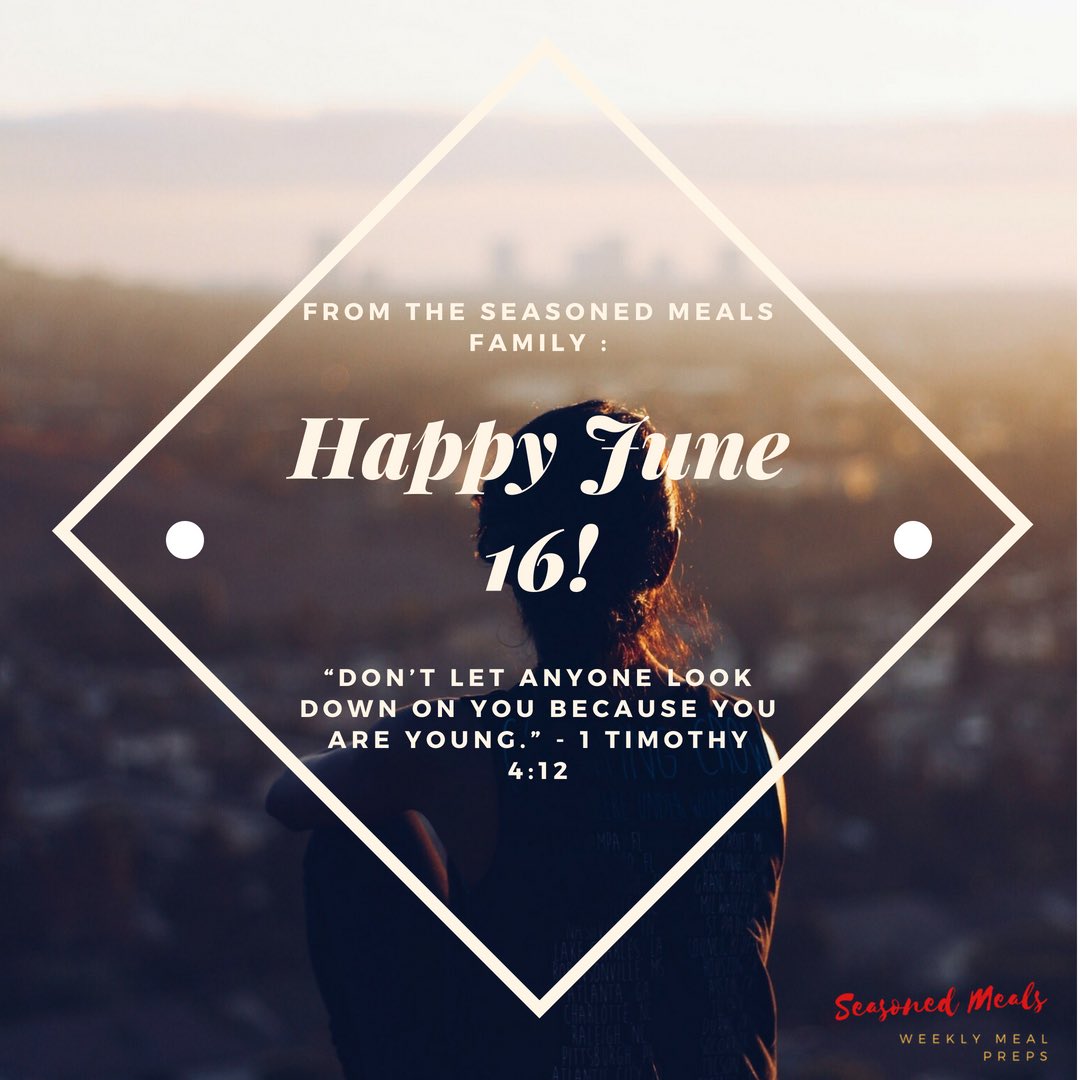 FROM THE SEASONED MEALS
FAMILY :
Happy June
16!
“DON’T LET ANYONE LOOK
DOWN ON YOU BECAUSE YOU
ARE YOUNG.” - 1 TIMOTHY
4:12
Seasoned Meals
WEEKLY MEAL
PREPS